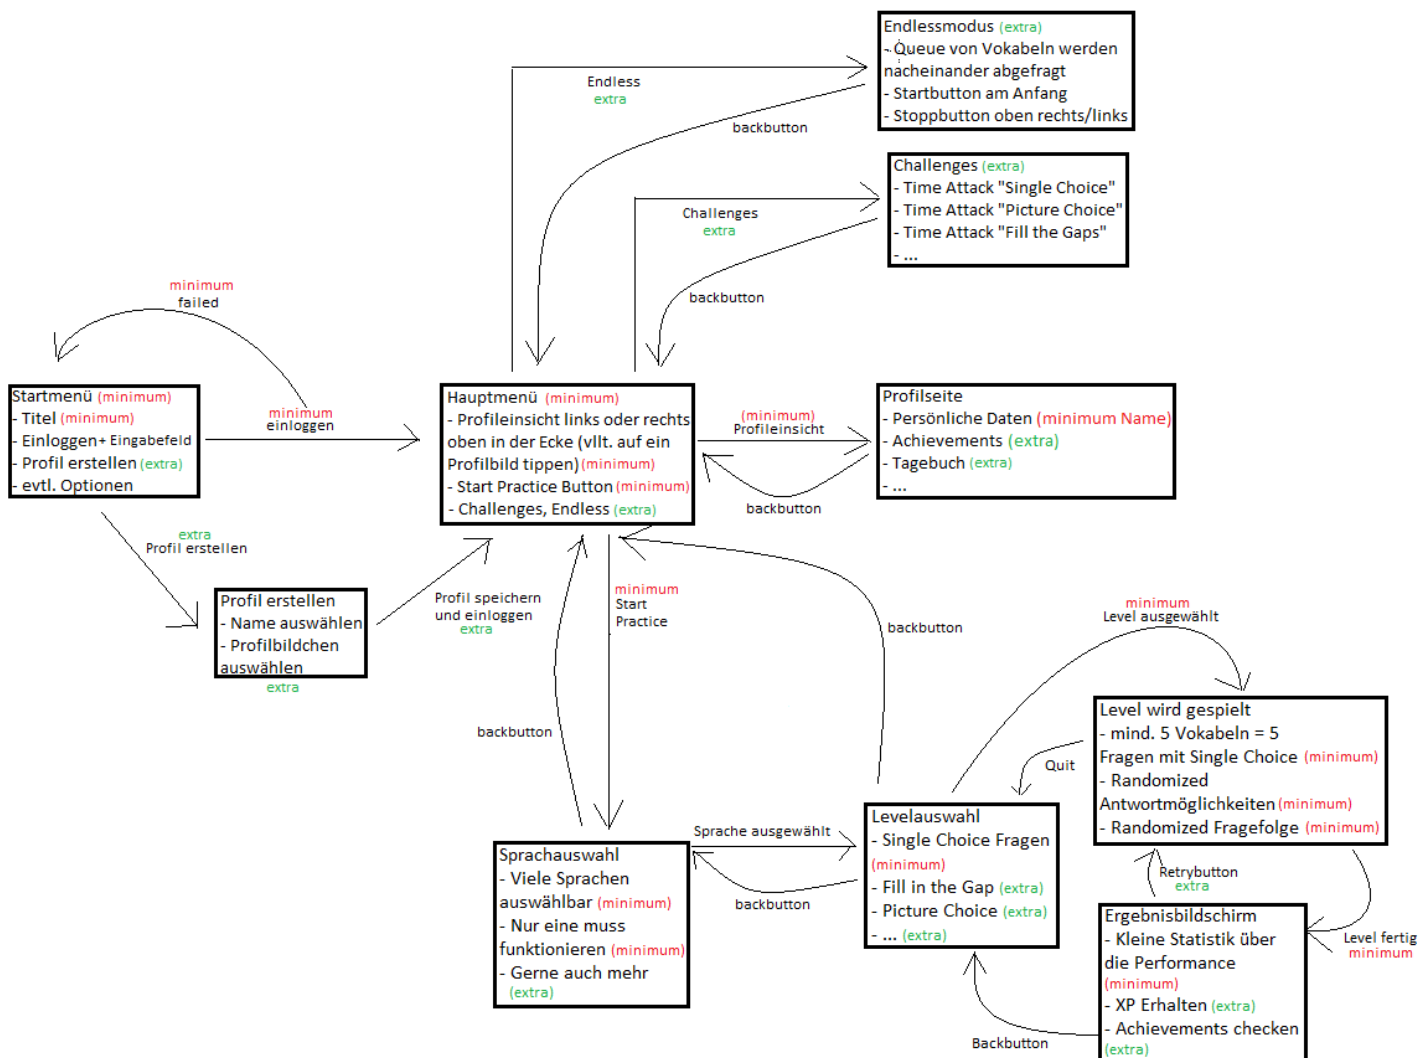 Endlessmodus (extra)
- Queue von Vokabeln werden
nacheinander abgefragt
- Startbutton am Anfang
- Stoppbutton oben rechts/links
Endless
extra
backbutton
Challenges (extra)
- Time Attack "Single Choice"
- Time Attack "Picture Choice"
- Time Attack "Fill the Gaps"
- ...
Challenges
extra
backbutton
minimum
failed
Startmenü (minimum)
- Titel (minimum)
- Einloggen + Eingabefeld
- Profil erstellen (extra)
- evtl. Optionen
minimum
einloggen
Hauptmenü (minimum)
- Profileinsicht links oder rechts
oben in der Ecke (vllt. auf ein
Profilbild tippen) (minimum)
- Start Practice Button (minimum)
- Challenges, Endless (extra)
(minimum)
Profileinsicht
backbutton
Profilseite
- Persönliche Daten (minimum Name)
- Achievements (extra)
- Tagebuch (extra)
- ...
extra
Profil erstellen
Profil erstellen
- Name auswählen
- Profilbildchen
auswählen
extra
Profil speichern
und einloggen
extra
minimum
Start
Practice
backbutton
backbutton
minimum
Level ausgewählt
Level wird gespielt
- mind. 5 Vokabeln = 5
Fragen mit Single Choice (minimum)
- Randomized
Antwortmöglichkeiten (minimum)
- Randomized Fragefolge (minimum)
Quit
Sprachauswahl
- Viele Sprachen
auswählbar (minimum)
- Nur eine muss
funktionieren (minimum)
- Gerne auch mehr
(extra)
Sprache ausgewählt
backbutton
Levelauswahl
- Single Choice Fragen
(minimum)
- Fill in the Gap (extra)
- Picture Choice (extra)
- ... (extra)
Retrybutton
extra
Level fertig
minimum
Ergebnisbildschirm
- Kleine Statistik über
die Performance
(minimum)
- XP Erhalten (extra)
- Achievements checken
(extra)
Backbutton